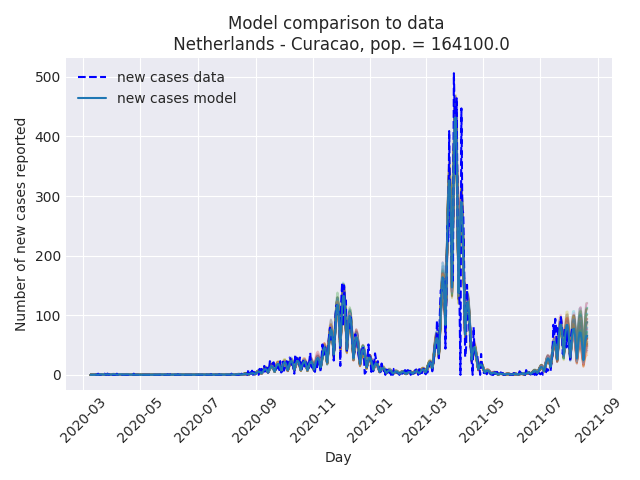 Model comparison to data
Netherlands - Curacao, pop. = 164100.0
new cases data
new cases model
Number of new cases reported
500
400
300
200
100
0
2020-03
2020-05
2020-07
2020-09
2020-11
2021-01
2021-03
2021-05
2021-07
2021-09
Day